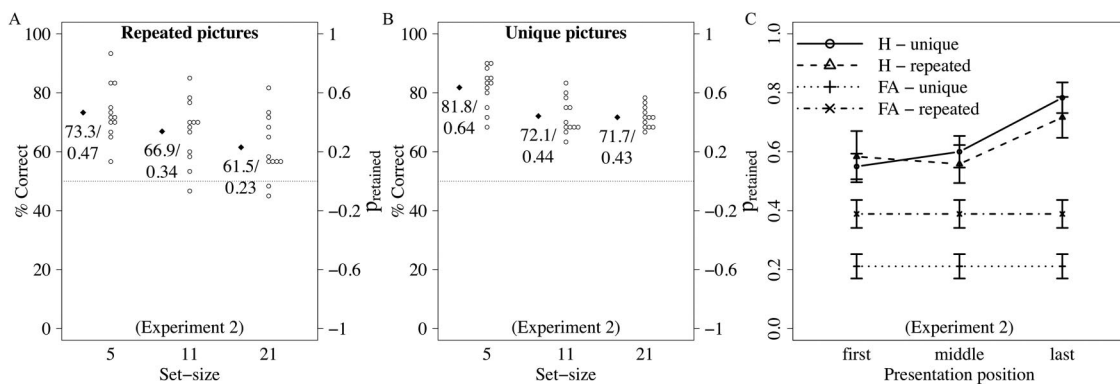 A
Repeated pictures
100
80
60
40
20
0
% Correct
73.3/
0.47
66.9/
0.34
61.5/
0.23
1
0.6
0.2
−0.2
−0.6
−1
p_retained
(Experiment 2)
5 11 21
Set−size
B
Unique pictures
100
80
60
40
20
0
% Correct
81.8/
0.64
72.1/
0.44
71.7/
0.43
1
0.6
0.2
−0.2
−0.6
−1
p_retained
(Experiment 2)
5 11 21
Set−size
C
1.0
0.8
0.6
0.4
0.2
0.0
H − unique
H − repeated
FA − unique
FA − repeated
(Experiment 2)
first middle last
Presentation position